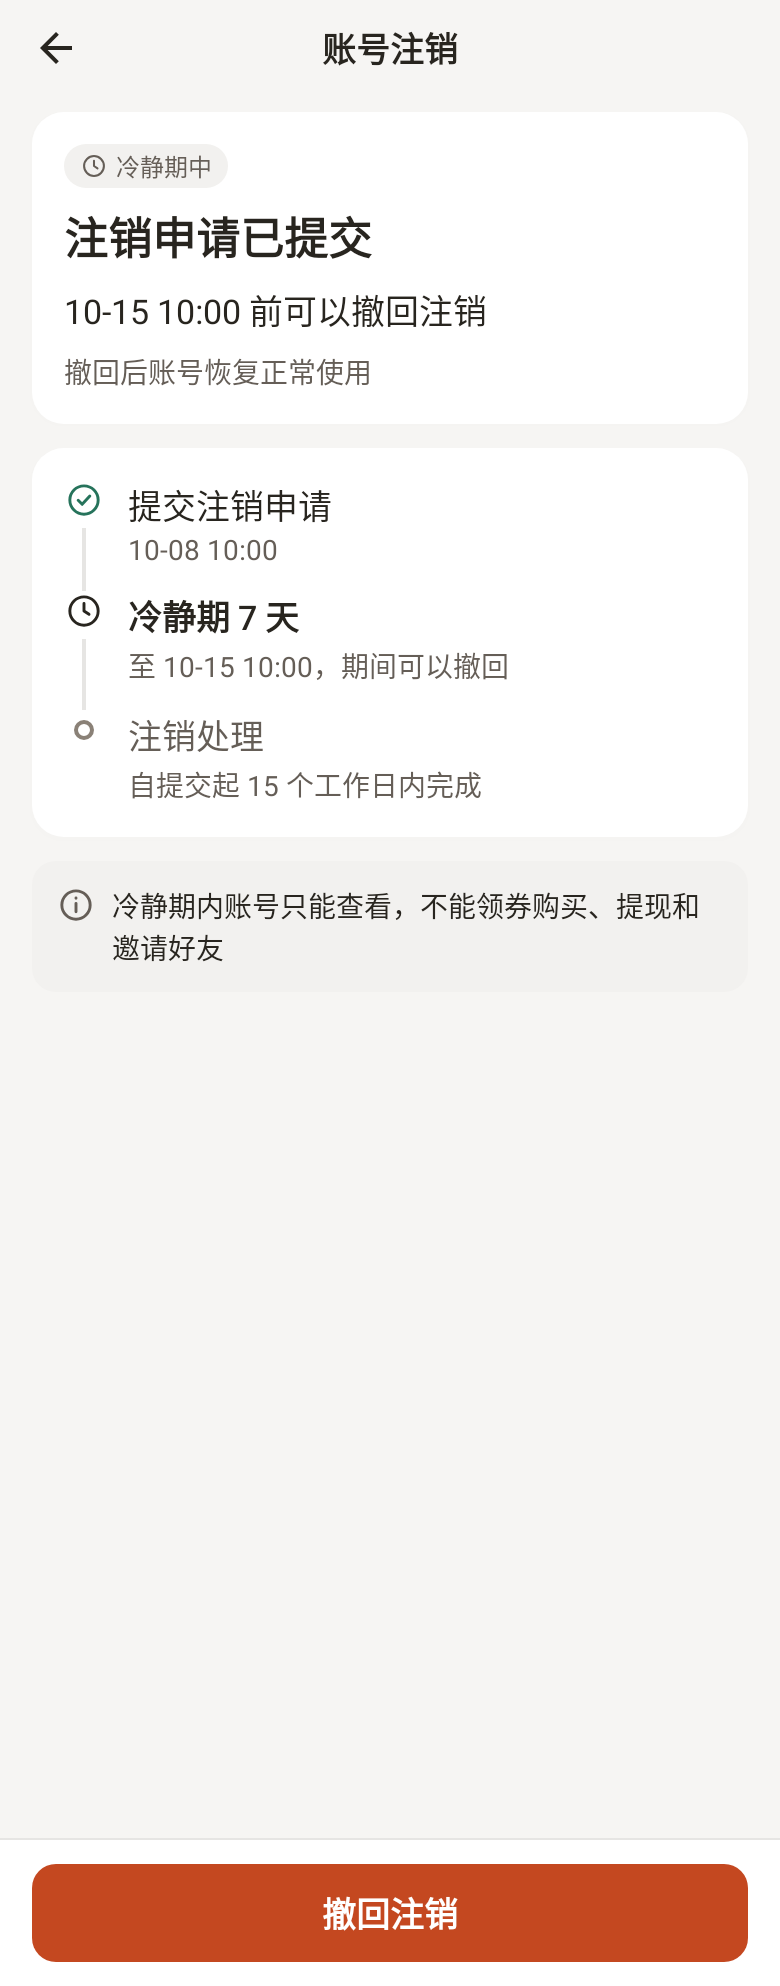 账号注销
冷静期中
注销申请已提交
10-15 10:00 前可以撤回注销
撤回后账号恢复正常使用
提交注销申请
10-08 10:00
冷静期 7 天
至 10-15 10:00，期间可以撤回
注销处理
自提交起 15 个工作日内完成
冷静期内账号只能查看，不能领券购买、提现和
邀请好友
撤回注销